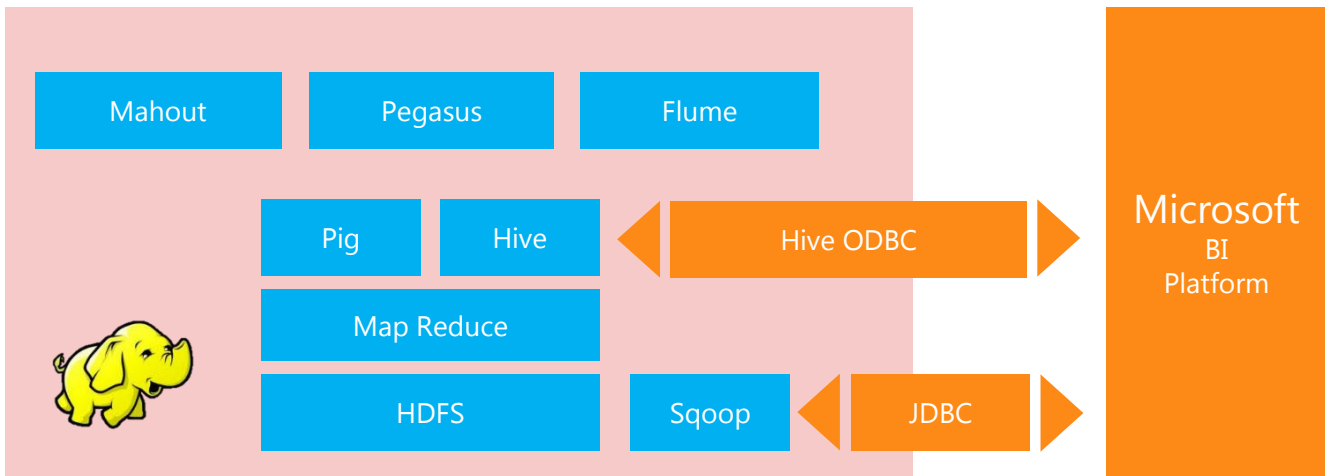 Mahout
Pegasus
Flume
Pig
Hive
Hive ODBC
Microsoft
BI
Platform
Map Reduce
HDFS
Sqoop
JDBC